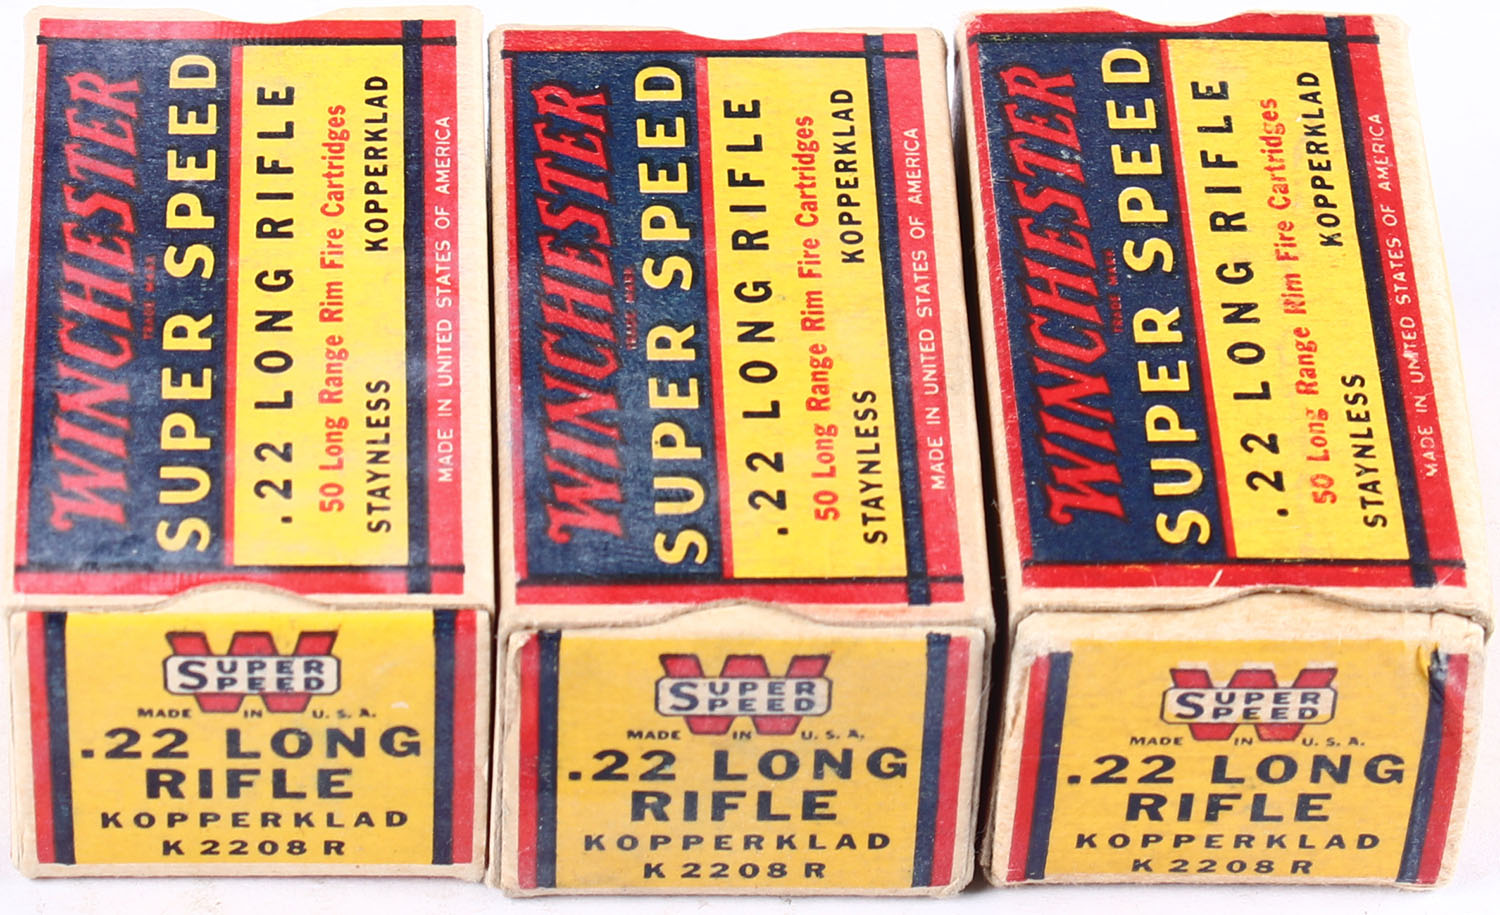 WINCHESTER
TRADE MARK
SUPER SPEED
.22 LONG RIFLE
50 Long Range Rim Fire Cartridges
STAYNLESS KOPPERKLAD
MADE IN UNITED STATES OF AMERICA
W
SUPER
SPEED
MADE IN U. S. A.
.22 LONG
RIFLE
KOPPERKLAD
K 2208 R
WINCHESTER
TRADE MARK
SUPER SPEED
.22 LONG RIFLE
50 Long Range Rim Fire Cartridges
STAYNLESS KOPPERKLAD
MADE IN UNITED STATES OF AMERICA
W
SUPER
SPEED
MADE IN U. S. A.
.22 LONG
RIFLE
KOPPERKLAD
K 2208 R
WINCHESTER
TRADE MARK
SUPER SPEED
.22 LONG RIFLE
50 Long Range Rim Fire Cartridges
STAYNLESS KOPPERKLAD
MADE IN UNITED STATES OF AMERICA
W
SUPER
SPEED
MADE IN U. S. A.
.22 LONG
RIFLE
KOPPERKLAD
K 2208 R